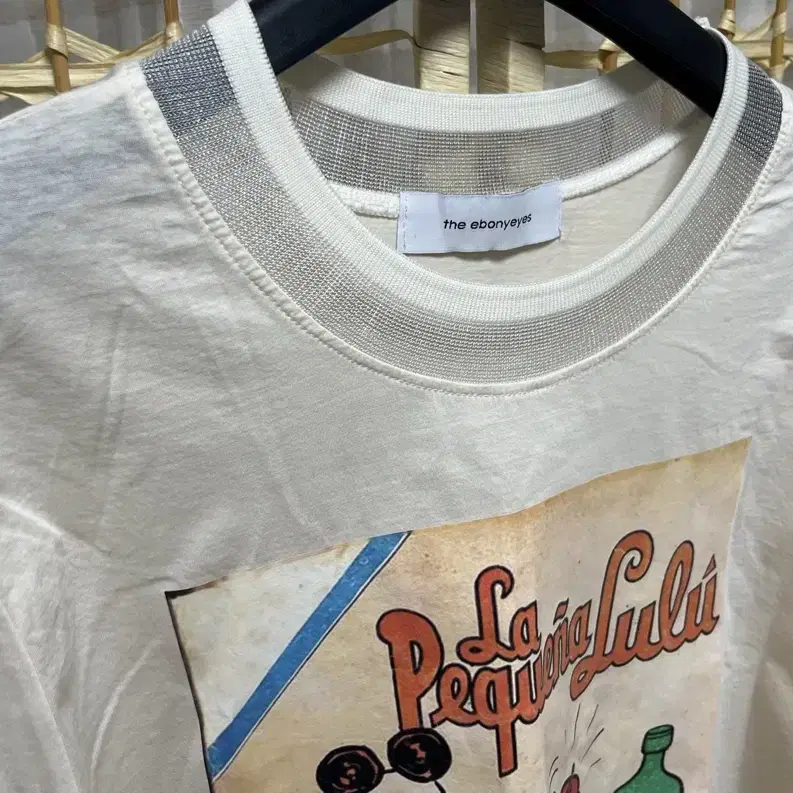 the ebonyeyes
La
Pequeña Lulú